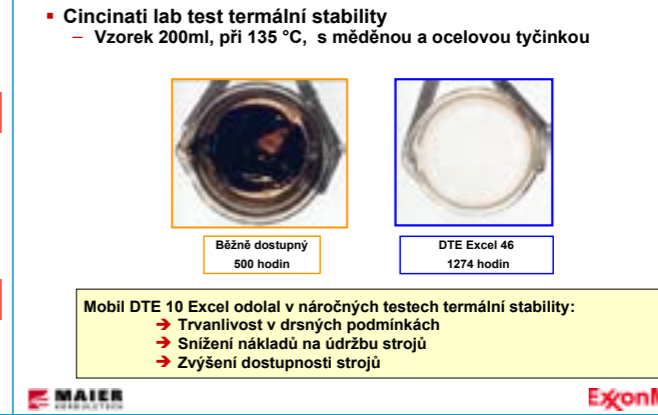 Cincinati lab test termální stability
– Vzorek 200ml, při 135 °C, s měděnou a ocelovou tyčinkou
Běžně dostupný
500 hodin
DTE Excel 46
1274 hodin
Mobil DTE 10 Excel odolal v náročných testech termální stability:
➔ Trvanlivost v drsných podmínkách
➔ Snížení nákladů na údržbu strojů
➔ Zvýšení dostupnosti strojů
MAIER
ExxonM